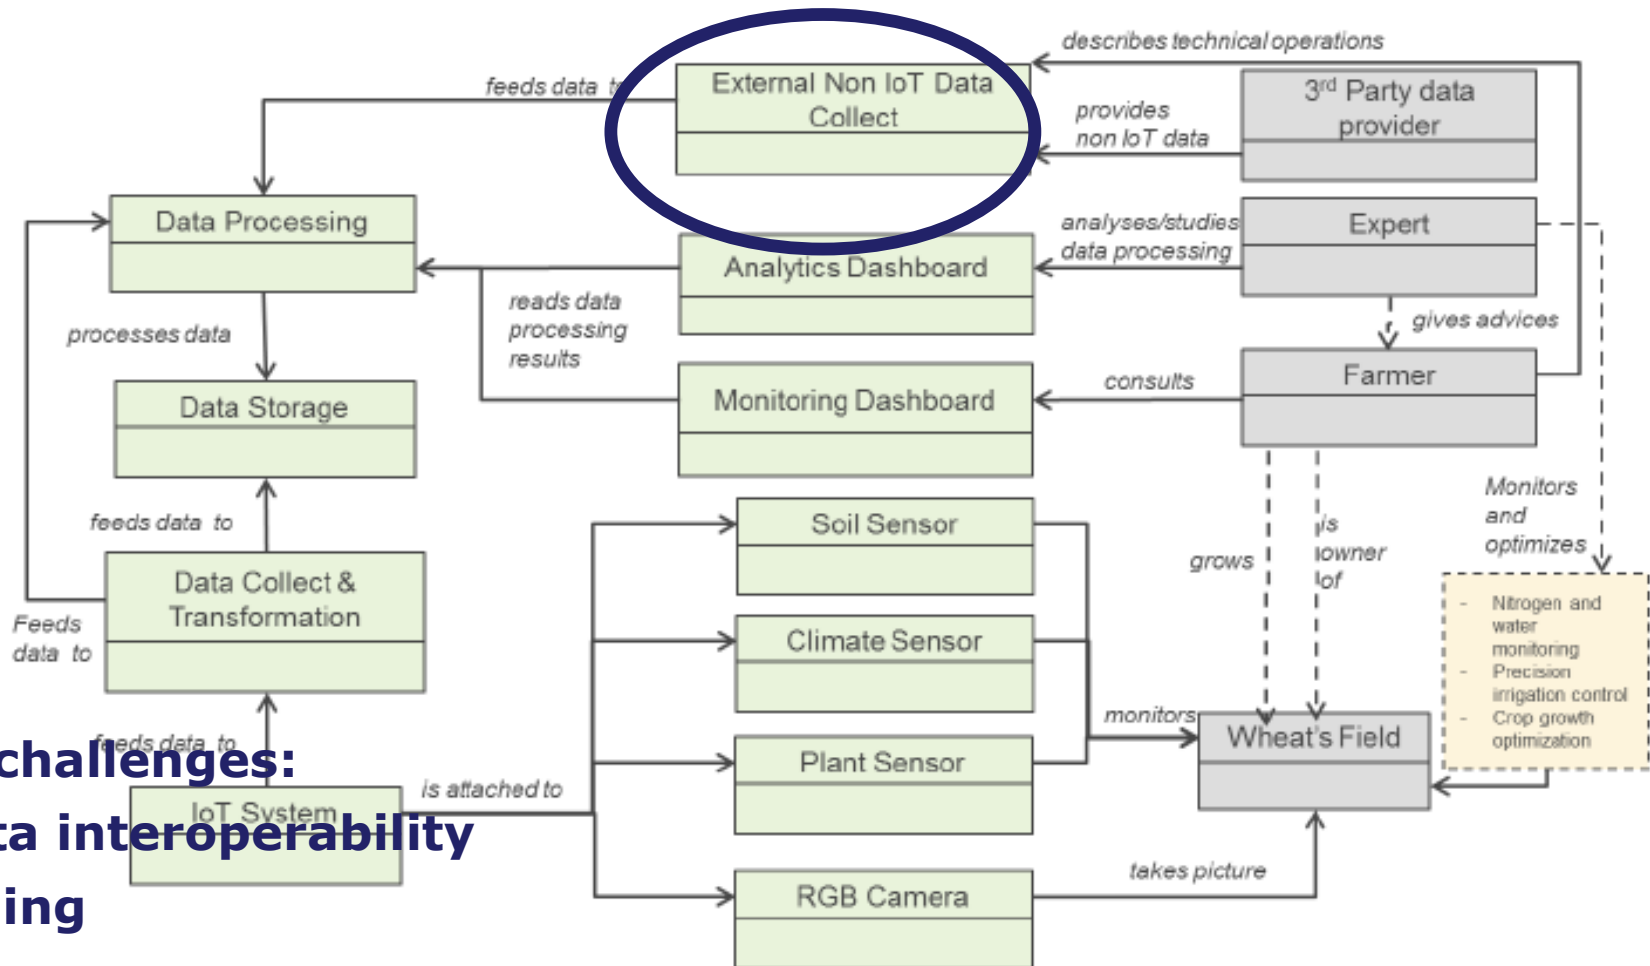 describes technical operations
External Non IoT Data
Collect
feeds data to
3rd Party data
provider
provides
non IoT data
Data Processing
analyses/studies
data processing
Expert
Analytics Dashboard
reads data
processing
results
gives advices
processes data
Farmer
consults
Monitoring Dashboard
Data Storage
Monitors
and
optimizes
feeds data to
Soil Sensor
grows
is
owner
of
Data Collect &
Transformation
Feeds
data to
Climate Sensor
- Nitrogen and
water
monitoring
- Precision
irrigation control
- Crop growth
optimization
monitors
Wheat's Field
feeds data to
challenges:
Plant Sensor
is attached to
IoT System
ta interoperability
takes picture
RGB Camera
ing